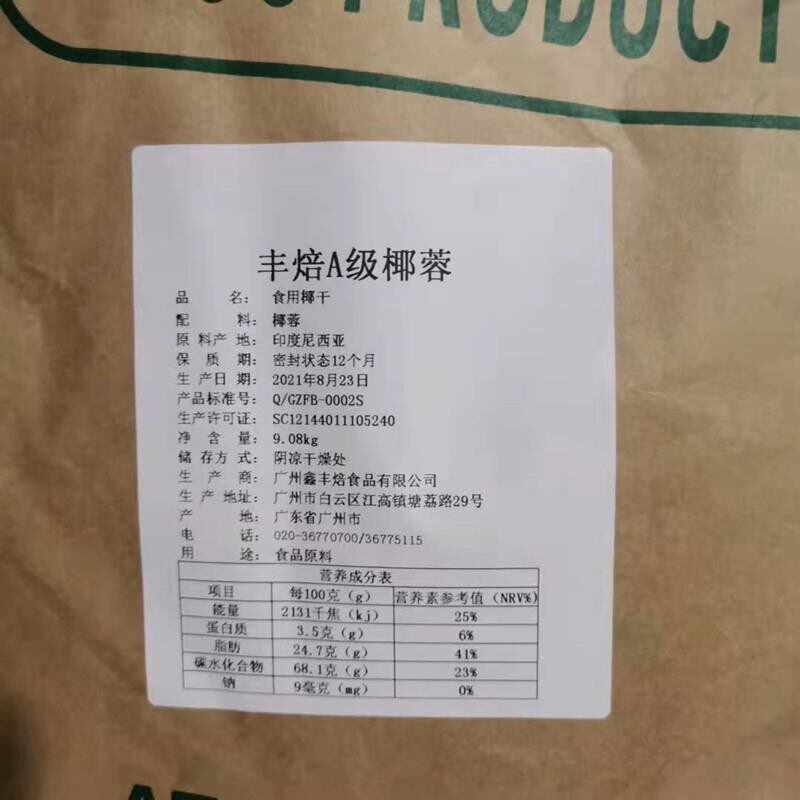 PRODUCT
丰焙A级椰蓉
品 名: 食用椰干
配 料: 椰蓉
原 料产 地: 印度尼西亚
保 质 期: 密封状态12个月
生 产日 期: 2021年8月23日
产品标准号: Q/GZFB-0002S
生产许可证: SC12144011105240
净 含 量: 9.08kg
储 存方 式: 阴凉干燥处
生 产 商: 广州鑫丰焙食品有限公司
生 产 地址: 广州市白云区江高镇塘荔路29号
产 地: 广东省广州市
电 话: 020-36770700/36775115
用 途: 食品原料
营养成分表
项目 每100克(g) 营养素参考值(NRV%)
能量 2131千焦(kj) 25%
蛋白质 3.5克(g) 6%
脂肪 24.7克(g) 41%
碳水化合物 68.1克(g) 23%
钠 9毫克(mg) 0%